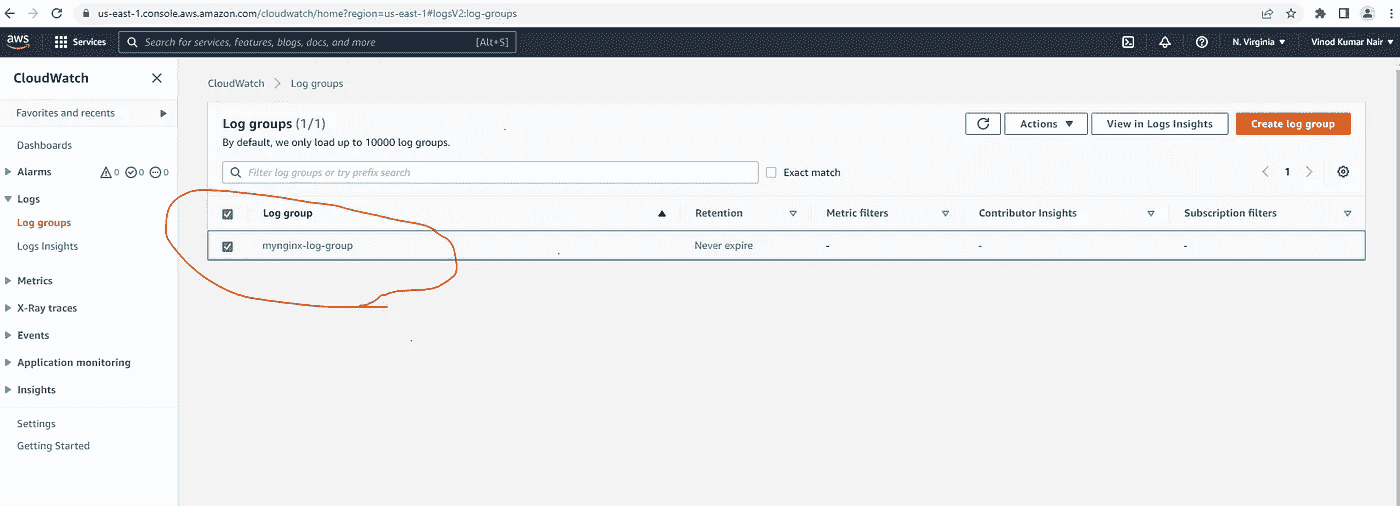 us-east-1.console.aws.amazon.com/cloudwatch/home?region=us-east-1#logsV2:log-groups
aws Services Search for services, features, blogs, docs, and more [Alt+S] N. Virginia Vinod Kumar Nair
CloudWatch
Favorites and recents
Dashboards
Alarms 0 0 0
Logs
Log groups
Logs Insights
Metrics
X-Ray traces
Events
Application monitoring
Insights
Settings
Getting Started
CloudWatch Log groups
Log groups (1/1)
By default, we only load up to 10000 log groups.
Actions View in Logs Insights Create log group
Filter log groups or try prefix search Exact match 1
Log group Retention Metric filters Contributor Insights Subscription filters
mynginx-log-group Never expire - - -